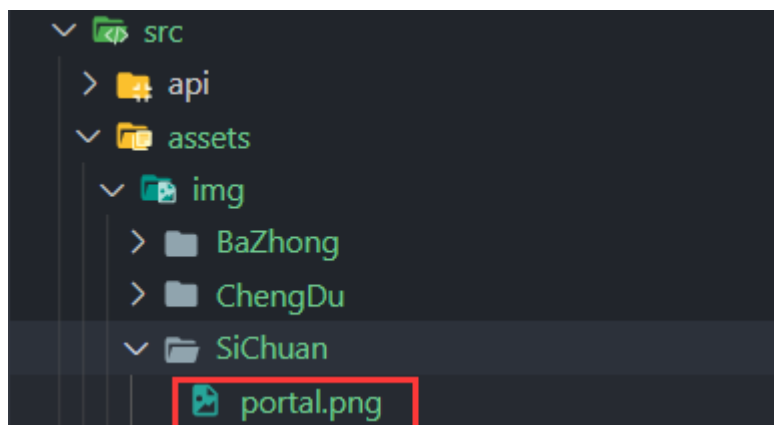 src
api
assets
img
BaZhong
ChengDu
SiChuan
portal.png